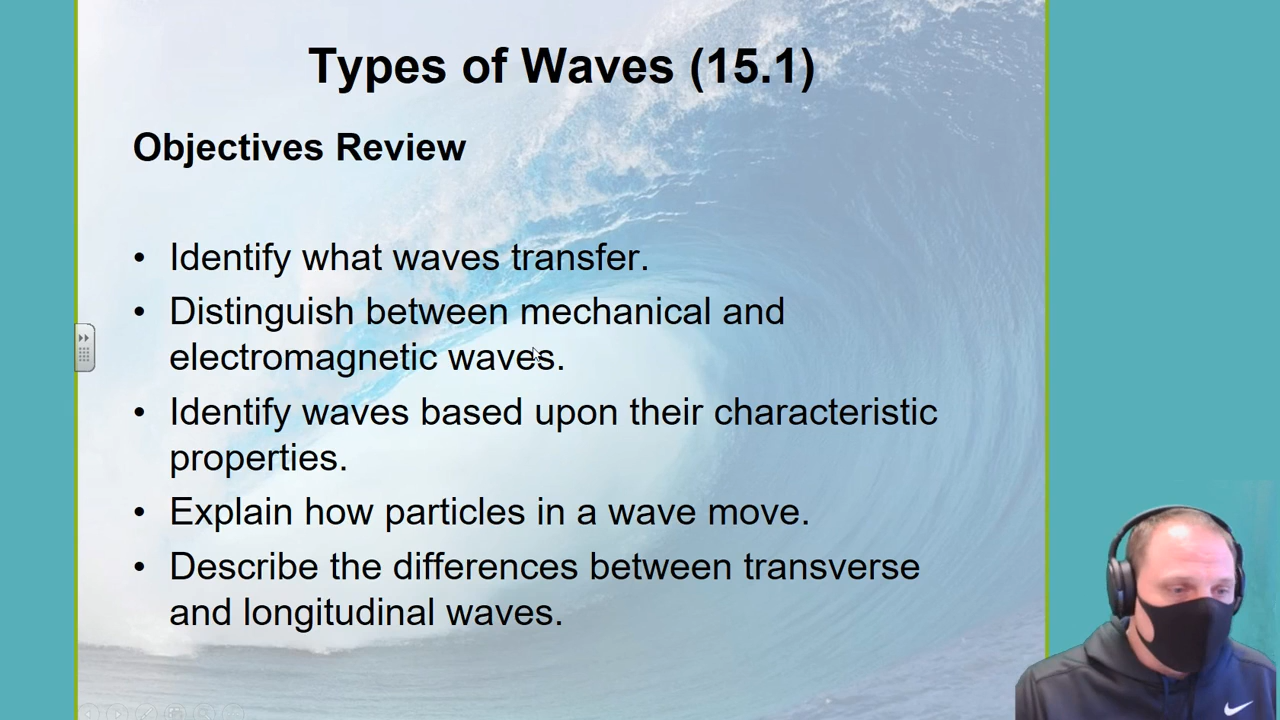 Types of Waves (15.1)
Objectives Review
• Identify what waves transfer.
• Distinguish between mechanical and
electromagnetic waves.
• Identify waves based upon their characteristic
properties.
• Explain how particles in a wave move.
• Describe the differences between transverse
and longitudinal waves.